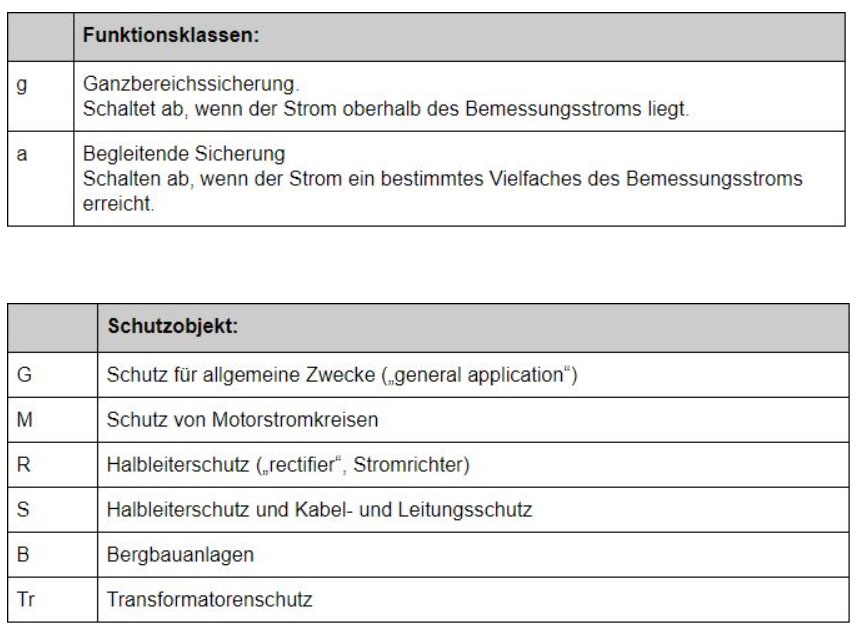 Funktionsklassen:
g Ganzbereichssicherung.
Schaltet ab, wenn der Strom oberhalb des Bemessungsstroms liegt.
a Begleitende Sicherung
Schalten ab, wenn der Strom ein bestimmtes Vielfaches des Bemessungsstroms
erreicht.
Schutzobjekt:
G Schutz für allgemeine Zwecke („general application“)
M Schutz von Motorstromkreisen
R Halbleiterschutz („rectifier“, Stromrichter)
S Halbleiterschutz und Kabel- und Leitungsschutz
B Bergbauanlagen
Tr Transformatorenschutz